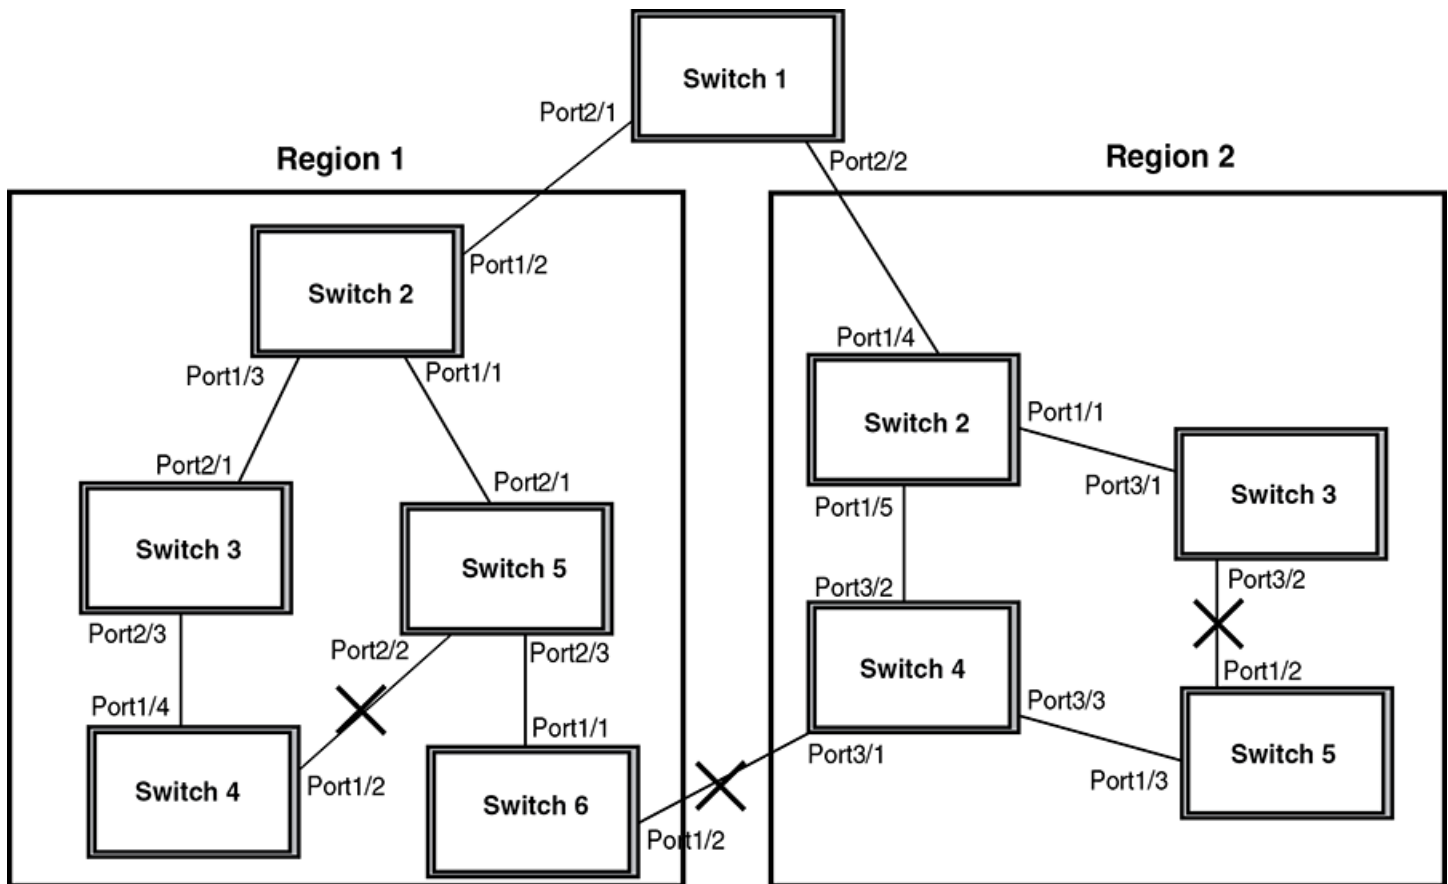 Switch 1
Port2/1
Port2/2
Region 1
Region 2
Switch 2
Port1/2
Port1/3
Port1/1
Port1/4
Switch 2
Port1/1
Port3/1
Switch 3
Port1/5
Port2/1
Port2/1
Switch 3
Switch 5
Port3/2
Port3/2
Port2/3
Port2/2
Port2/3
Switch 4
Port1/2
Port3/3
Port1/4
Port1/1
Port3/1
Switch 5
Port1/3
Switch 4
Port1/2
Switch 6
Port1/2